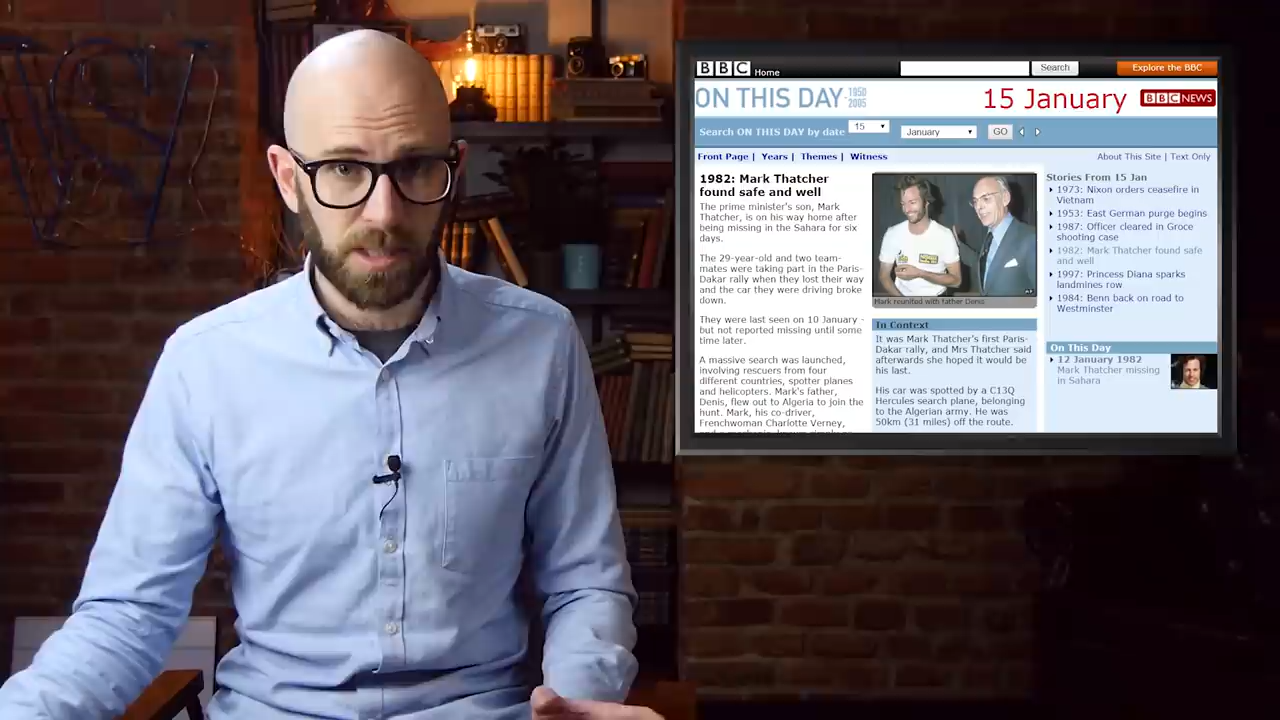 BBC Home
Search
Explore the BBC
ON THIS DAY 1950 2005
15 January
BBC NEWS
Search ON THIS DAY by date
15
January
GO
Front Page | Years | Themes | Witness
About This Site | Text Only
1982: Mark Thatcher
found safe and well
The prime minister's son, Mark
Thatcher, is on his way home after
being missing in the Sahara for six
days.
The 29-year-old and two team-
mates were taking part in the Paris-
Dakar rally when they lost their way
and the car they were driving broke
down.
They were last seen on 10 January -
but not reported missing until some
time later.
A massive search was launched,
involving rescuers from four
different countries, spotter planes
and helicopters. Mark's father,
Denis, flew out to Algeria to join the
hunt. Mark, his co-driver,
Frenchwoman Charlotte Verney,
Mark reunited with father Denis
In Context
It was Mark Thatcher's first Paris-
Dakar rally, and Mrs Thatcher said
afterwards she hoped it would be
his last.
His car was spotted by a C13Q
Hercules search plane, belonging
to the Algerian army. He was
50km (31 miles) off the route.
Stories From 15 Jan
1973: Nixon orders ceasefire in
Vietnam
1953: East German purge begins
1987: Officer cleared in Groce
shooting case
1982: Mark Thatcher found safe
and well
1997: Princess Diana sparks
landmines row
1984: Benn back on road to
Westminster
On This Day
12 January 1982
Mark Thatcher missing
in Sahara